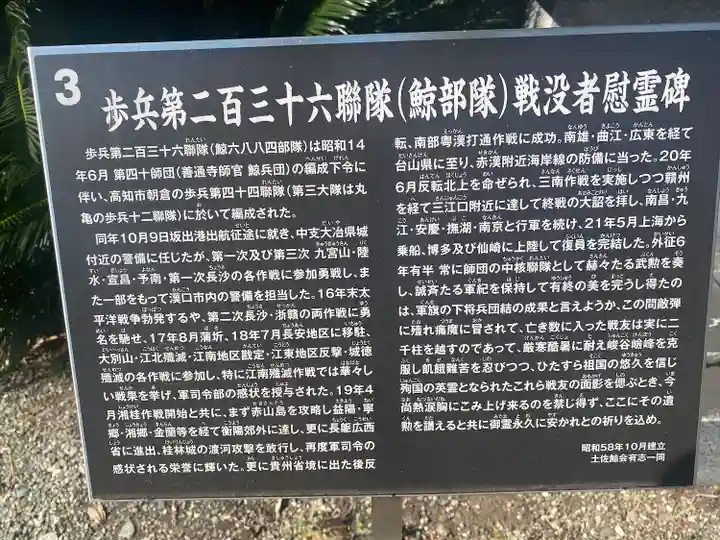 3
歩兵第二百三十六聯隊(鯨部隊)戦没者慰霊碑
歩兵第二百三十六聯隊(鯨六八八四部隊)は昭和14
年6月 第四十師団(善通寺師官 鯨兵団)の編成下令に
伴い、高知市朝倉の歩兵第四十四聯隊(第三大隊は丸
亀の歩兵十二聯隊)に於いて編成された。
同年10月9日坂出港出航征途に就き、中支大冶県城
付近の警備に任じたが、第一次及び第三次 九宮山・陸
水・宜昌・予南・第一次長沙の各作戦に参加勇戦し、ま
た一部をもって漢口市内の警備を担当した。16年末太
平洋戦争勃発するや、第二次長沙・浙贛の両作戦に勇
名を馳せ、17年8月蒲圻、18年7月長安地区に移駐、
大別山・江北殲滅・江南地区戡定・江東地区反撃・城徳
殲滅の各作戦に参加し、特に江南殲滅作戦では華々し
い戦果を挙げ、軍司令部の感状を授与された。19年4
月湘桂作戦開始と共に、まず赤山島を攻略し益陽・寧
郷・湘郷・金蘭等を経て衡陽郊外に達し、更に長駆広西
省に進出、桂林城の渡河攻撃を敢行し、再度軍司令の
感状される栄誉に輝いた。更に貴州省境に出た後反
転、南部粤漢打通作戦に成功。南雄・曲江・広東を経て
台山県に至り、赤漢附近海岸線の防備に当った。20年
6月反転北上を命ぜられ、三南作戦を実施しつつ贛州
を経て三江口附近に達して終戦の大詔を拝し、南昌・九
江・安慶・撫湖・南京と行軍を続け、21年5月上海から
乗船、博多及び仙崎に上陸して復員を完結した。外征6
年有半 常に師団の中核聯隊として赫々たる武勲を奏
し、誠斉たる軍紀を保持して有終の美を完うし得たの
は、軍旗の下将兵団結の成果と言えようか、この間敵弾
に殪れ痛魔に冒されて、亡き数に入った戦友は実に二
千柱を越すのであって、厳寒酷暑に耐え峻谷嶮峰を克
服し飢餓難苦を忍びつつ、ひたすら祖国の悠久を信じ
殉国の英霊となられたこれら戦友の面影を偲ぶとき、今
尚熱涙胸にこみ上げ来るのを禁じ得ず、ここにその遺
勲を讃えると共に御霊永久に安かれとの祈りを込め。
昭和58年10月建立
土佐鯨会有志一同